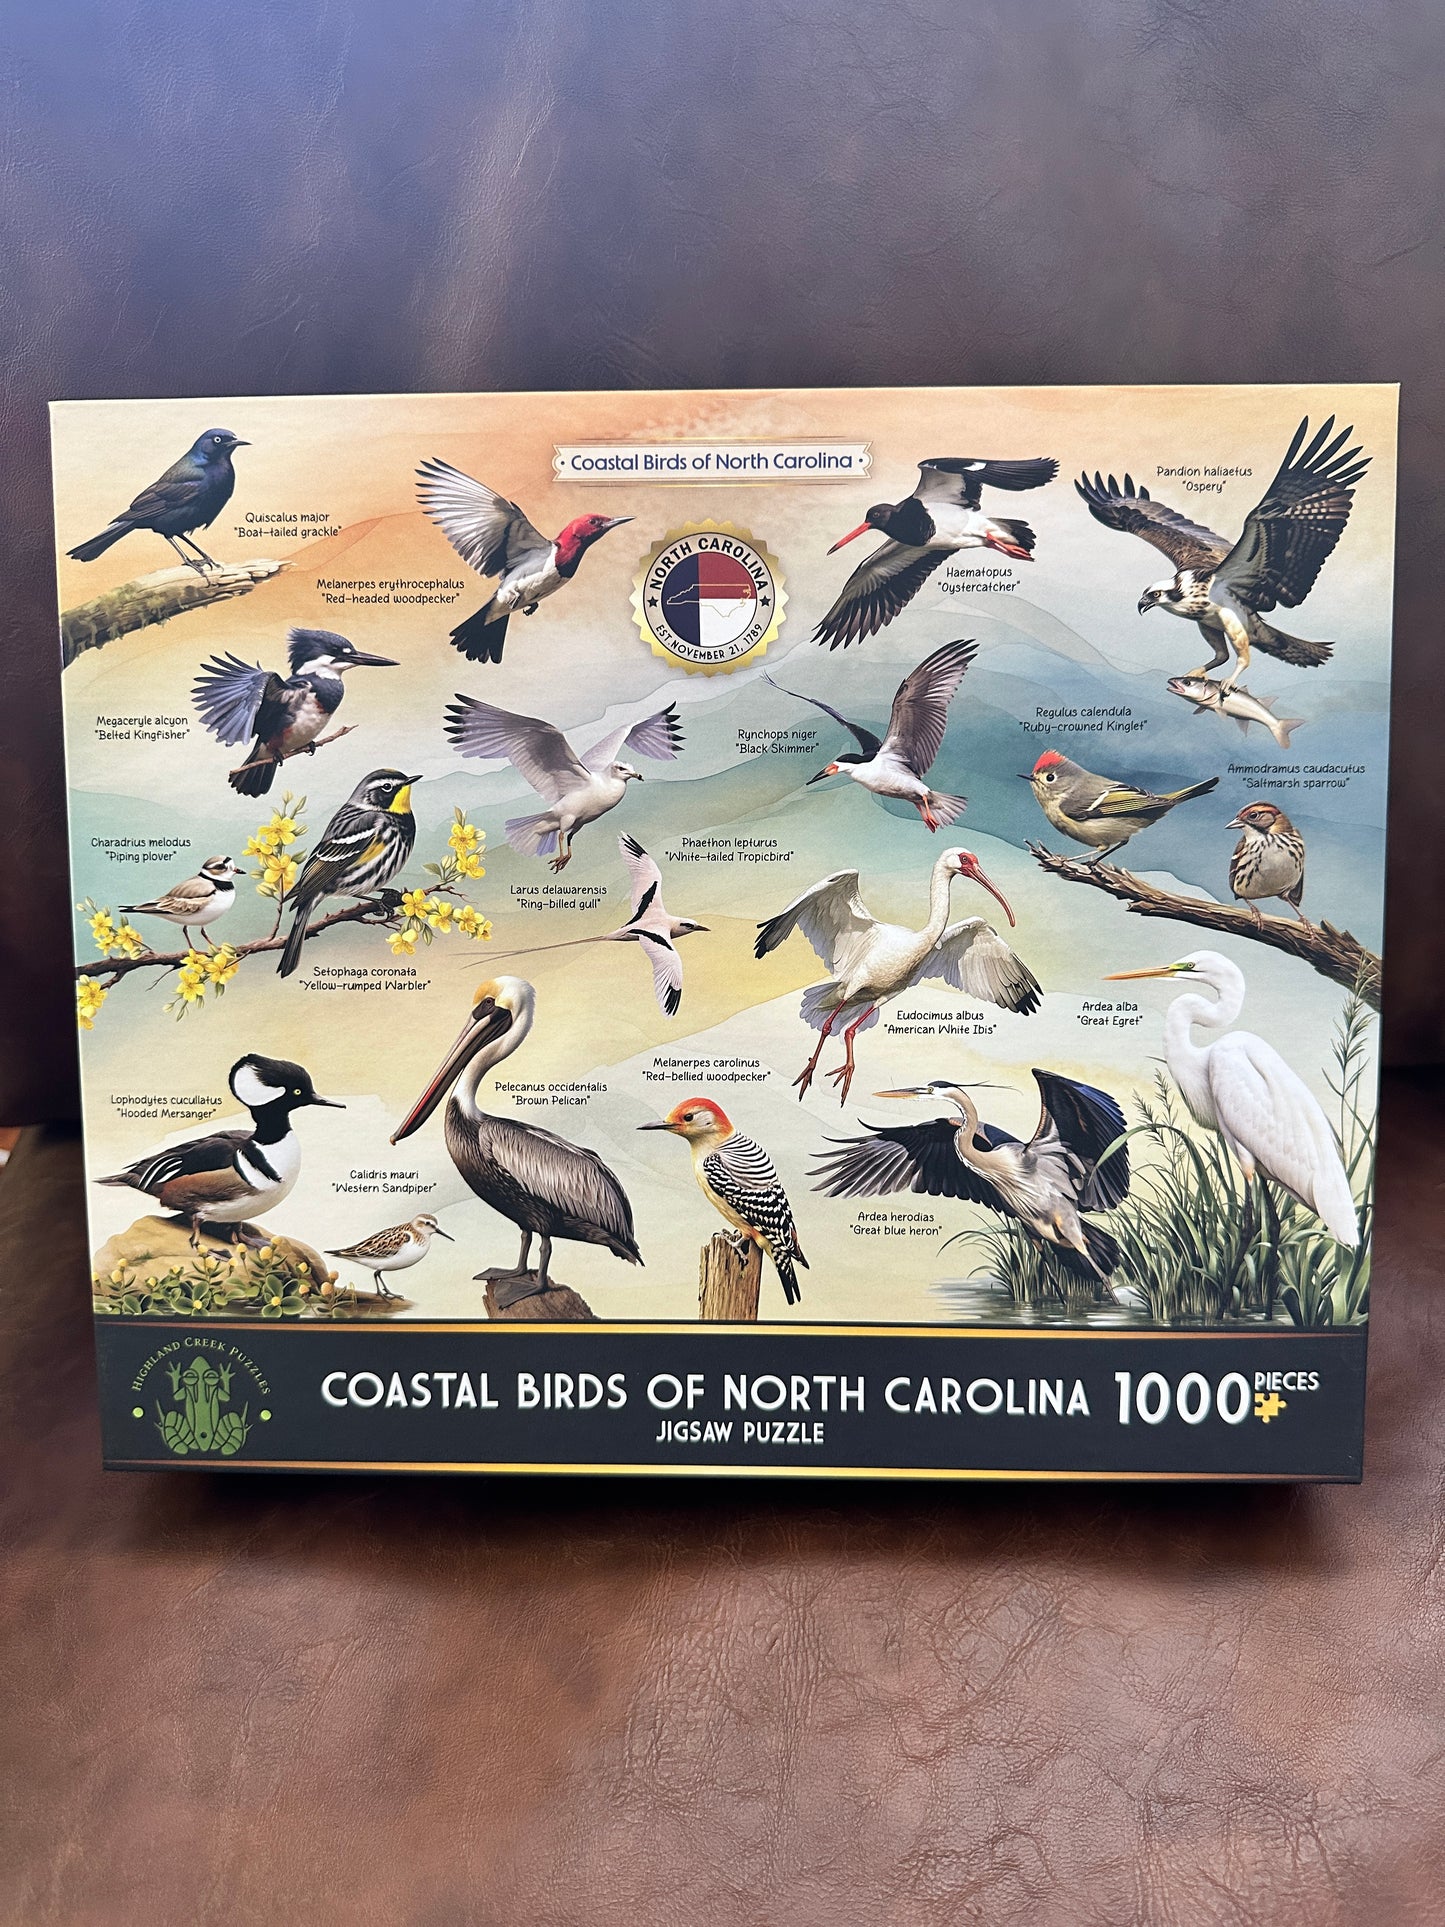 · Coastal Birds of North Carolina ·
Quiscalus major
"Boat-tailed grackle"
Melanerpes erythrocephalus
"Red-headed woodpecker"
NORTH CAROLINA
EST. NOVEMBER 21, 1789
Haematopus
"Oystercatcher"
Pandion haliaetus
"Ospery"
Megaceryle alcyon
"Belted Kingfisher"
Rynchops niger
"Black Skimmer"
Regulus calendula
"Ruby-crowned Kinglet"
Ammodramus caudacutus
"Saltmarsh sparrow"
Charadrius melodus
"Piping plover"
Phaethon lepturus
"White-tailed Tropicbird"
Larus delawarensis
"Ring-billed gull"
Setophaga coronata
"Yellow-rumped Warbler"
Eudocimus albus
"American White Ibis"
Ardea alba
"Great Egret"
Lophodytes cucullatus
"Hooded Mersanger"
Pelecanus occidentalis
"Brown Pelican"
Melanerpes carolinus
"Red-bellied woodpecker"
Calidris mauri
"Western Sandpiper"
Ardea herodias
"Great blue heron"
HIGHLAND CREEK PUZZLES
COASTAL BIRDS OF NORTH CAROLINA 1000 PIECES
JIGSAW PUZZLE